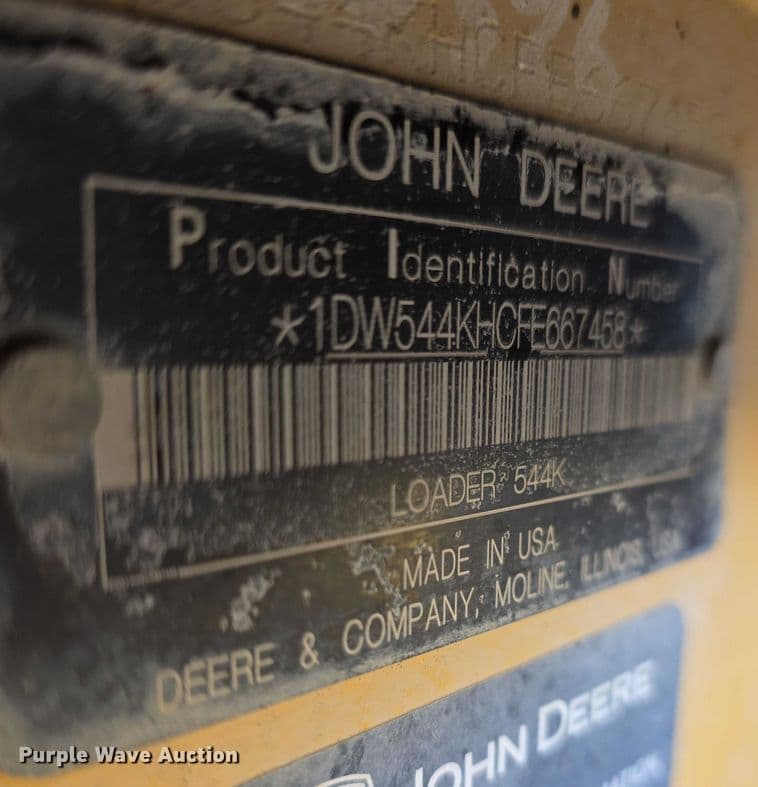 JOHN DEERE
Product Identification Number
*1DW544KHCFE667458*
LOADER 544K
MADE IN USA
DEERE & COMPANY, MOLINE, ILLINOIS, USA
JOHN DEERE
Purple Wave Auction